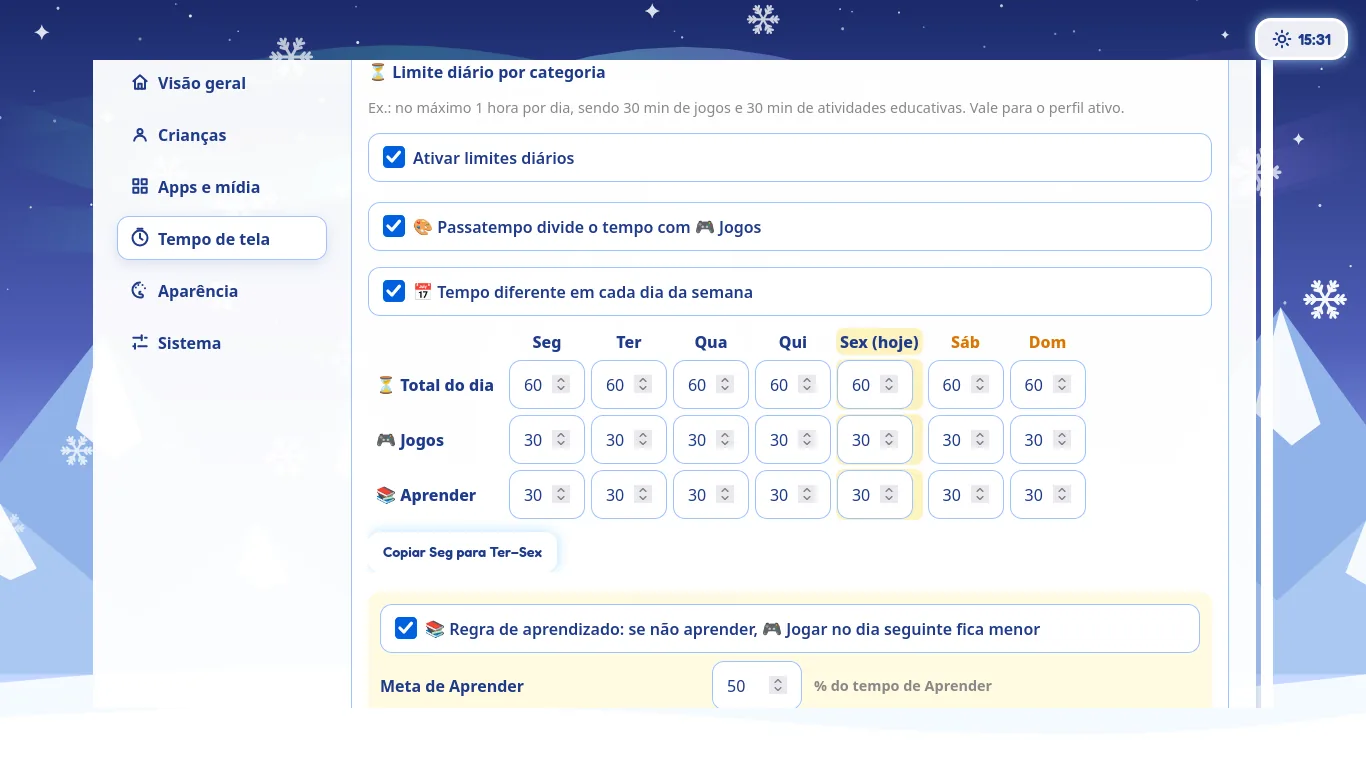 15:31
Visão geral
Crianças
Apps e mídia
Tempo de tela
Aparência
Sistema
⏳ Limite diário por categoria
Ex.: no máximo 1 hora por dia, sendo 30 min de jogos e 30 min de atividades educativas. Vale para o perfil ativo.
Ativar limites diários
🎨 Passatempo divide o tempo com 🎮 Jogos
📅 Tempo diferente em cada dia da semana
Seg Ter Qua Qui Sex (hoje) Sáb Dom
⏳ Total do dia 60 60 60 60 60 60 60
🎮 Jogos 30 30 30 30 30 30 30
📚 Aprender 30 30 30 30 30 30 30
Copiar Seg para Ter–Sex
📚 Regra de aprendizado: se não aprender, 🎮 Jogar no dia seguinte fica menor
Meta de Aprender 50 % do tempo de Aprender